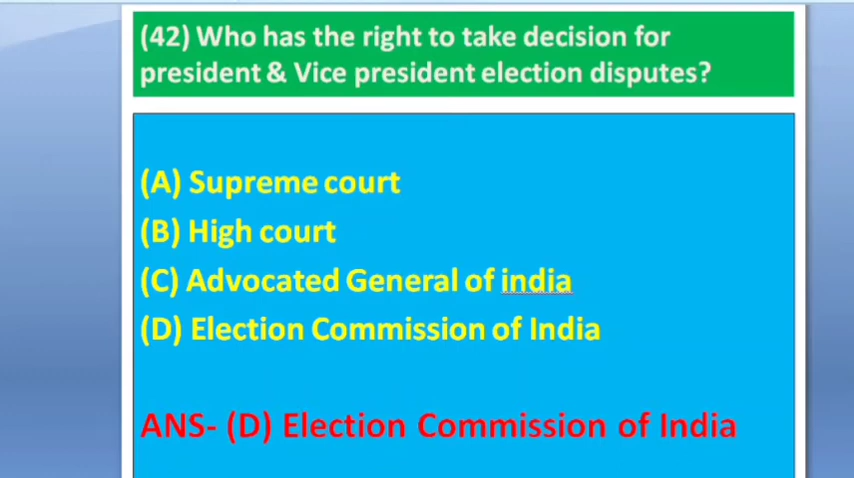 (42) Who has the right to take decision for
president & Vice president election disputes?
(A) Supreme court
(B) High court
(C) Advocated General of india
(D) Election Commission of India
ANS- (D) Election Commission of India